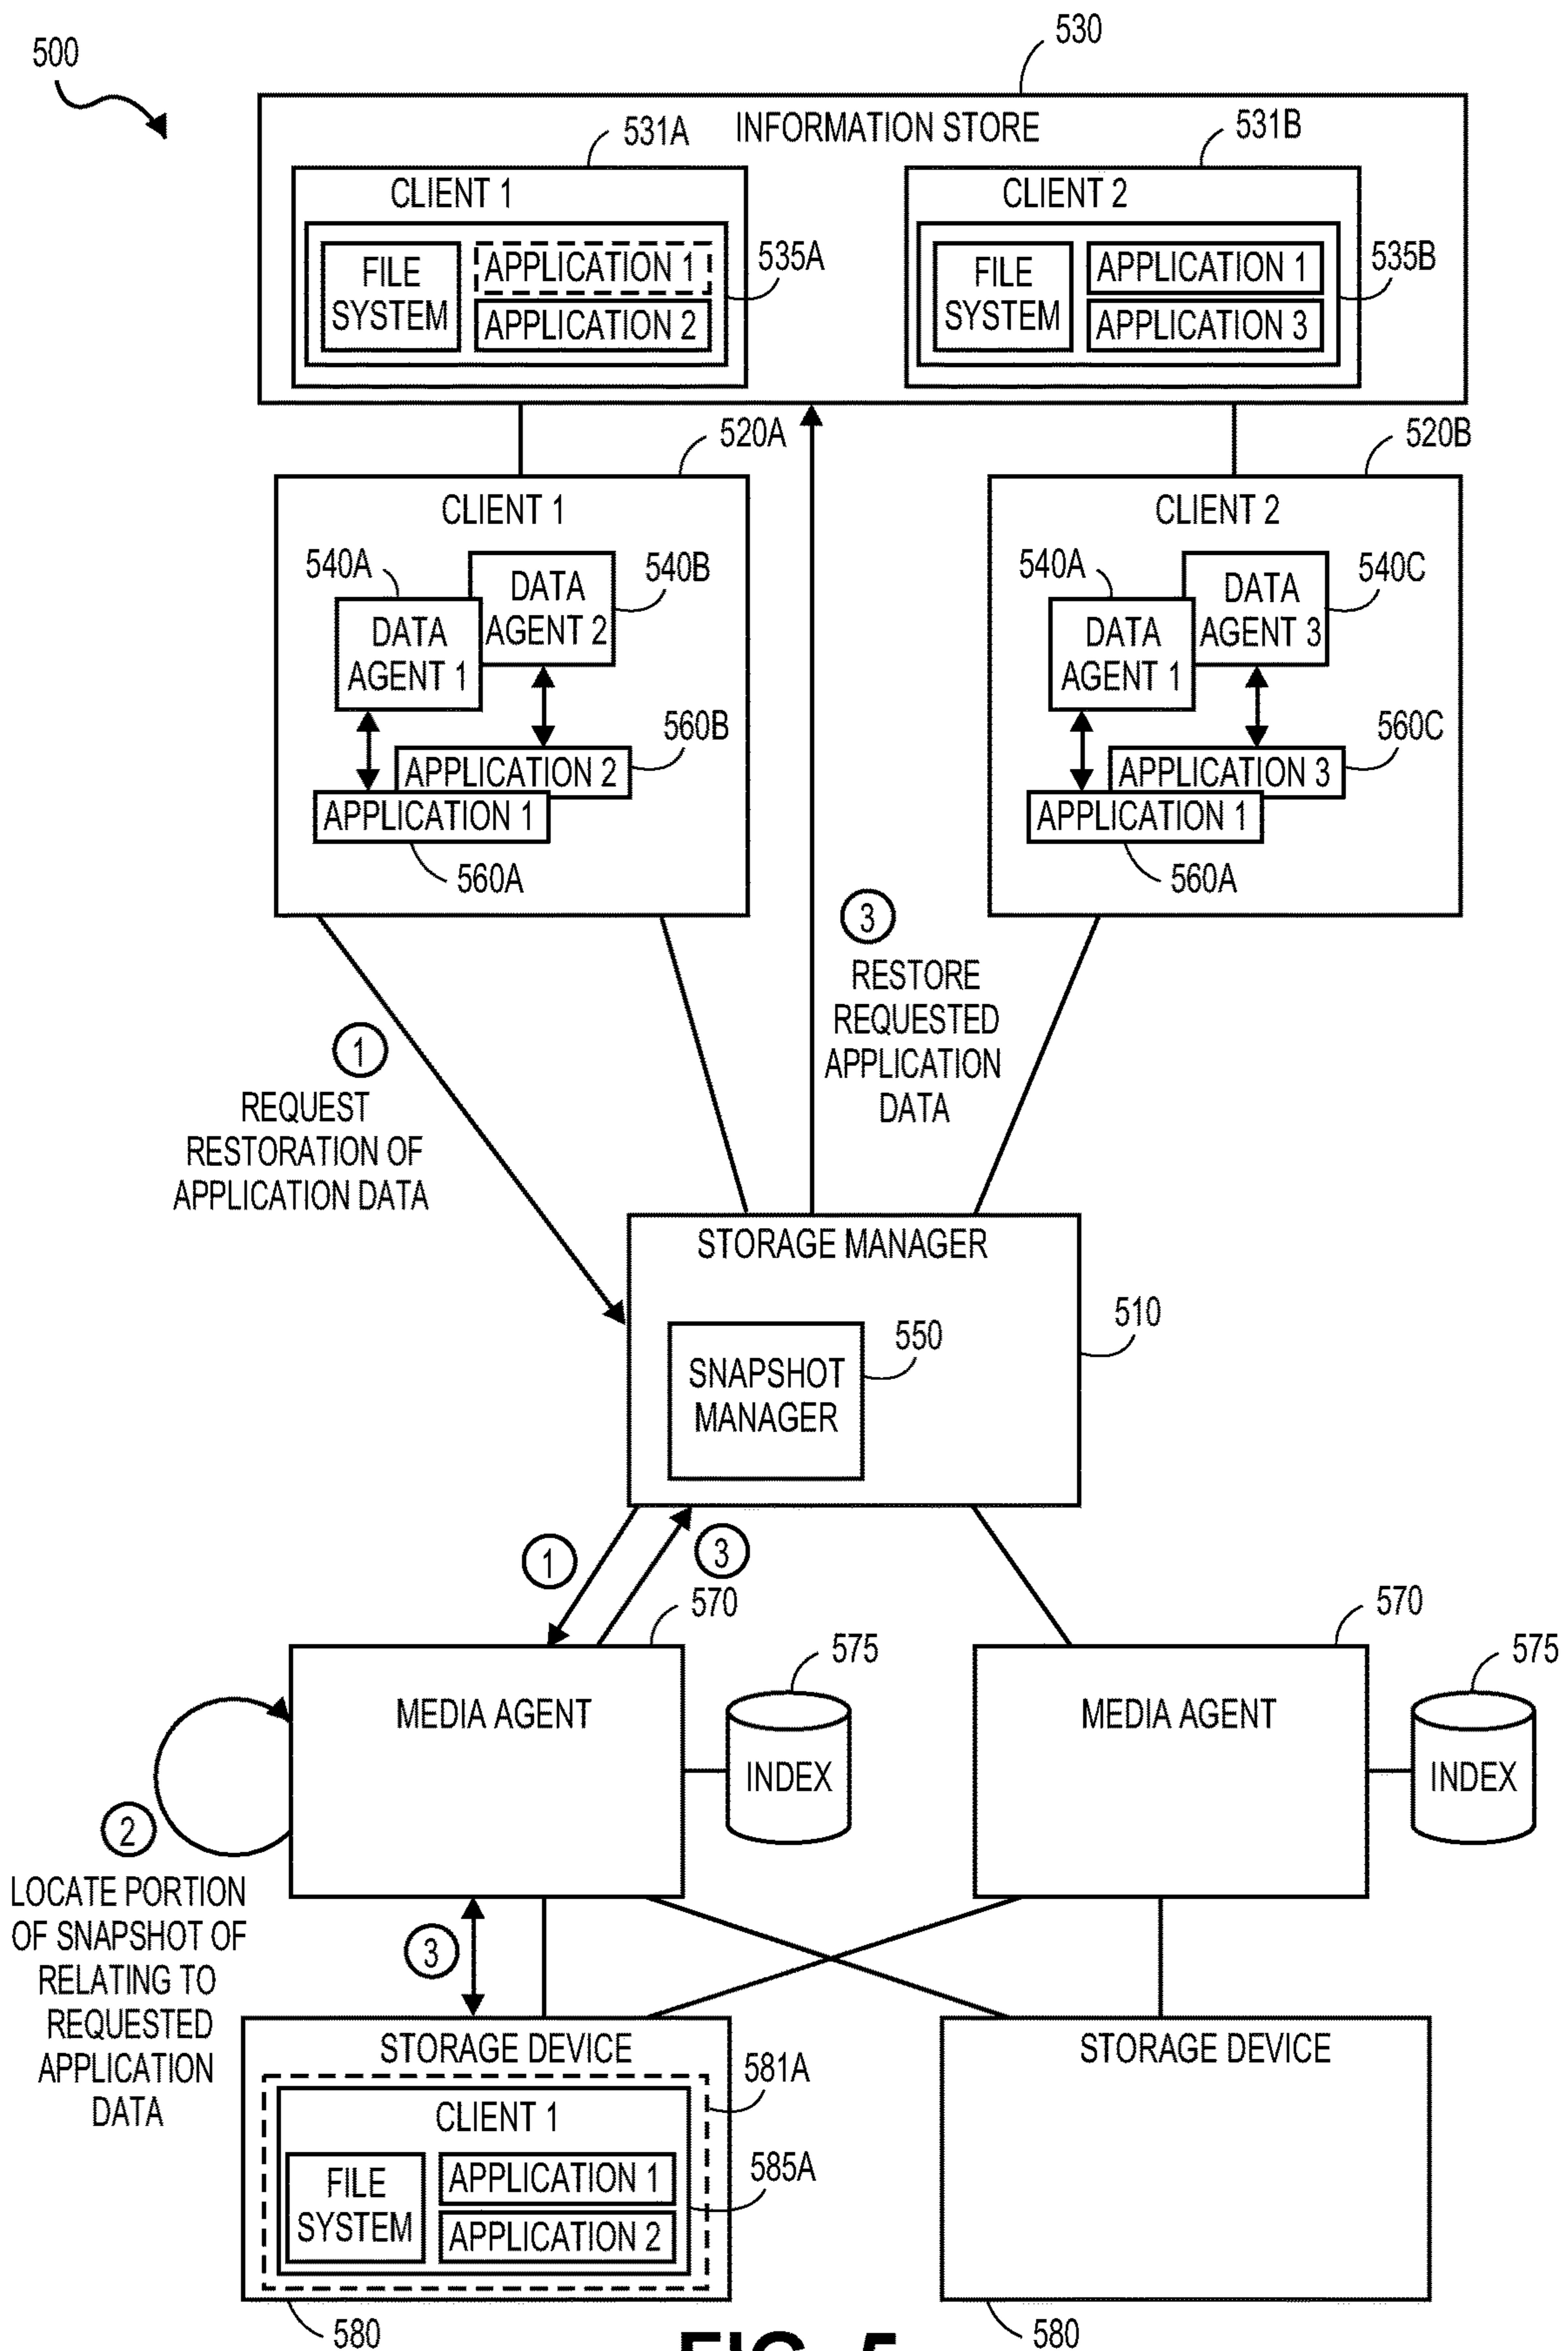 500
530
INFORMATION STORE
531A
531B
CLIENT 1
CLIENT 2
FILE
SYSTEM
APPLICATION 1
APPLICATION 2
535A
FILE
SYSTEM
APPLICATION 1
APPLICATION 3
535B
520A
520B
CLIENT 1
540A
DATA
AGENT 1
DATA
AGENT 2
540B
560B
APPLICATION 2
APPLICATION 1
560A
CLIENT 2
540A
DATA
AGENT 1
DATA
AGENT 3
540C
560C
APPLICATION 3
APPLICATION 1
560A
1
REQUEST
RESTORATION OF
APPLICATION DATA
3
RESTORE
REQUESTED
APPLICATION
DATA
STORAGE MANAGER
510
SNAPSHOT
MANAGER
550
1
3
570
MEDIA AGENT
575
INDEX
570
MEDIA AGENT
575
INDEX
2
LOCATE PORTION
OF SNAPSHOT OF
RELATING TO
REQUESTED
APPLICATION
DATA
3
STORAGE DEVICE
581A
CLIENT 1
FILE
SYSTEM
APPLICATION 1
APPLICATION 2
585A
580
STORAGE DEVICE
580
FIG. 5